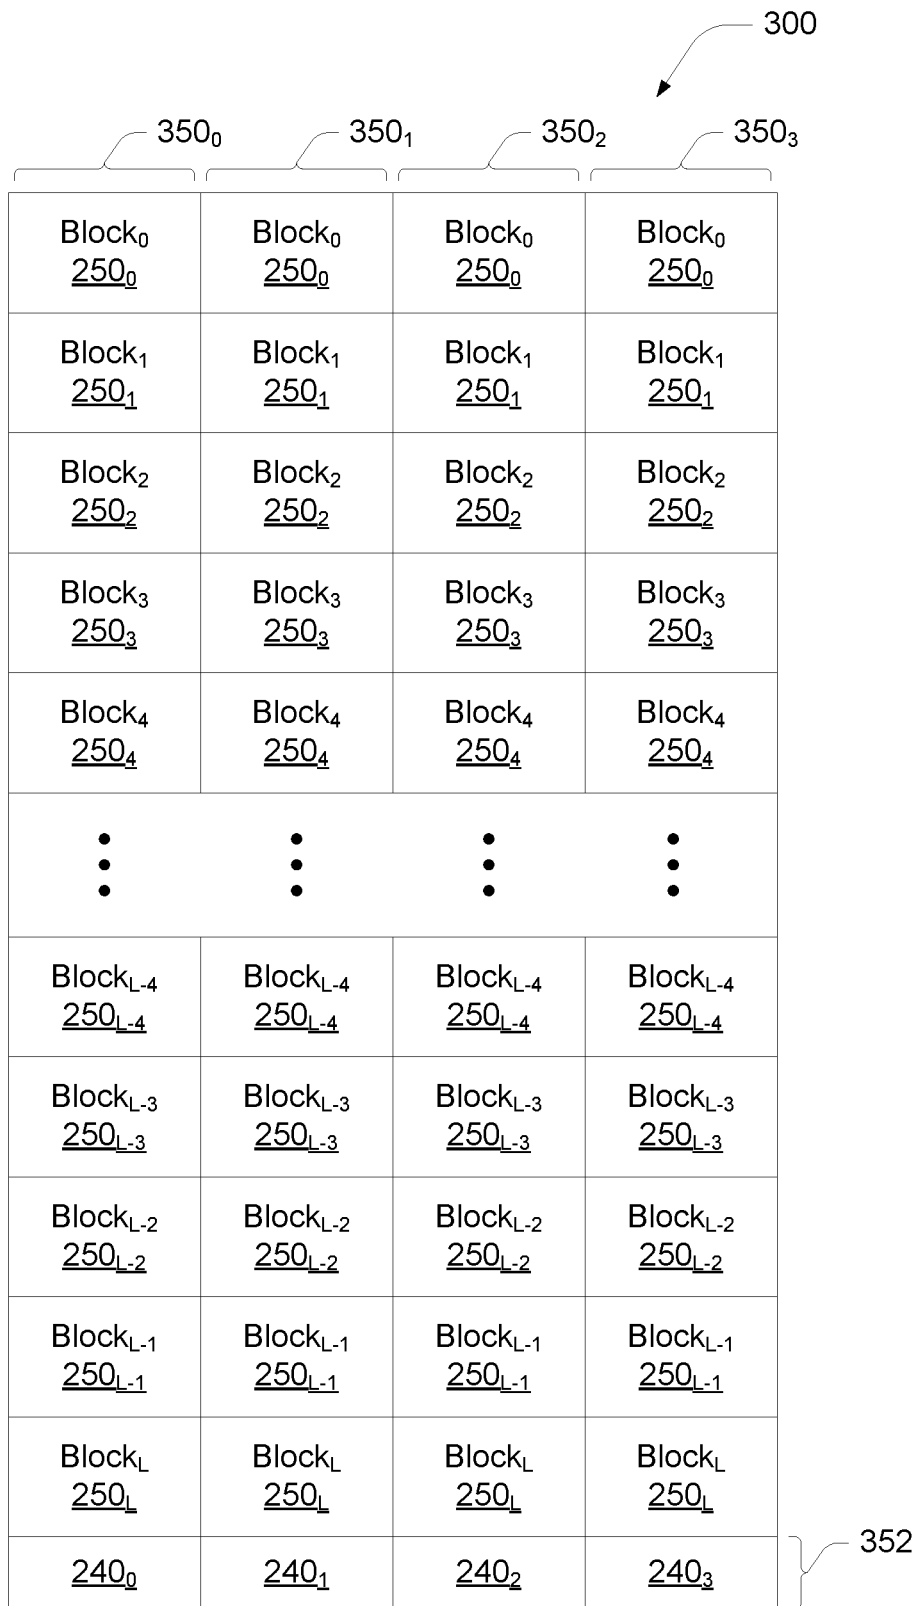 300
350₀ 350₁ 350₂ 350₃
Block₀ Block₀ Block₀ Block₀
250₀ 250₀ 250₀ 250₀
Block₁ Block₁ Block₁ Block₁
250₁ 250₁ 250₁ 250₁
Block₂ Block₂ Block₂ Block₂
250₂ 250₂ 250₂ 250₂
Block₃ Block₃ Block₃ Block₃
250₃ 250₃ 250₃ 250₃
Block₄ Block₄ Block₄ Block₄
250₄ 250₄ 250₄ 250₄
Block_L-4 Block_L-4 Block_L-4 Block_L-4
250_L-4 250_L-4 250_L-4 250_L-4
Block_L-3 Block_L-3 Block_L-3 Block_L-3
250_L-3 250_L-3 250_L-3 250_L-3
Block_L-2 Block_L-2 Block_L-2 Block_L-2
250_L-2 250_L-2 250_L-2 250_L-2
Block_L-1 Block_L-1 Block_L-1 Block_L-1
250_L-1 250_L-1 250_L-1 250_L-1
Block_L Block_L Block_L Block_L
250_L 250_L 250_L 250_L
352
240₀ 240₁ 240₂ 240₃